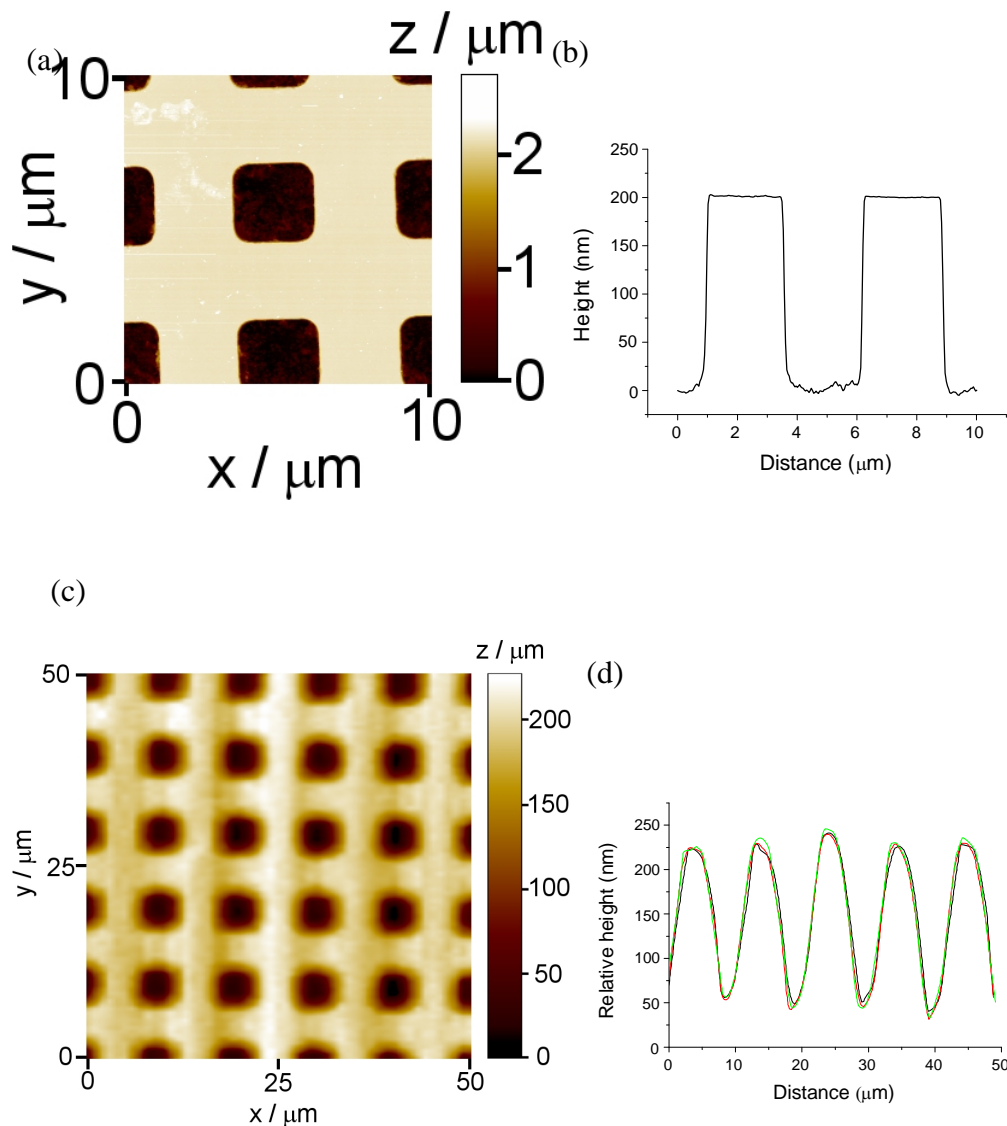 (a)
z / μm
10
2
1
0
y / μm
0
0
10
x / μm
(b)
250
200
150
100
50
0
Height (nm)
0 2 4 6 8 10
Distance (μm)
(c)
z / μm
50
25
0
y / μm
0 25 50
x / μm
200
150
100
50
0
(d)
250
200
150
100
50
0
Relative height (nm)
0 10 20 30 40 50
Distance (μm)